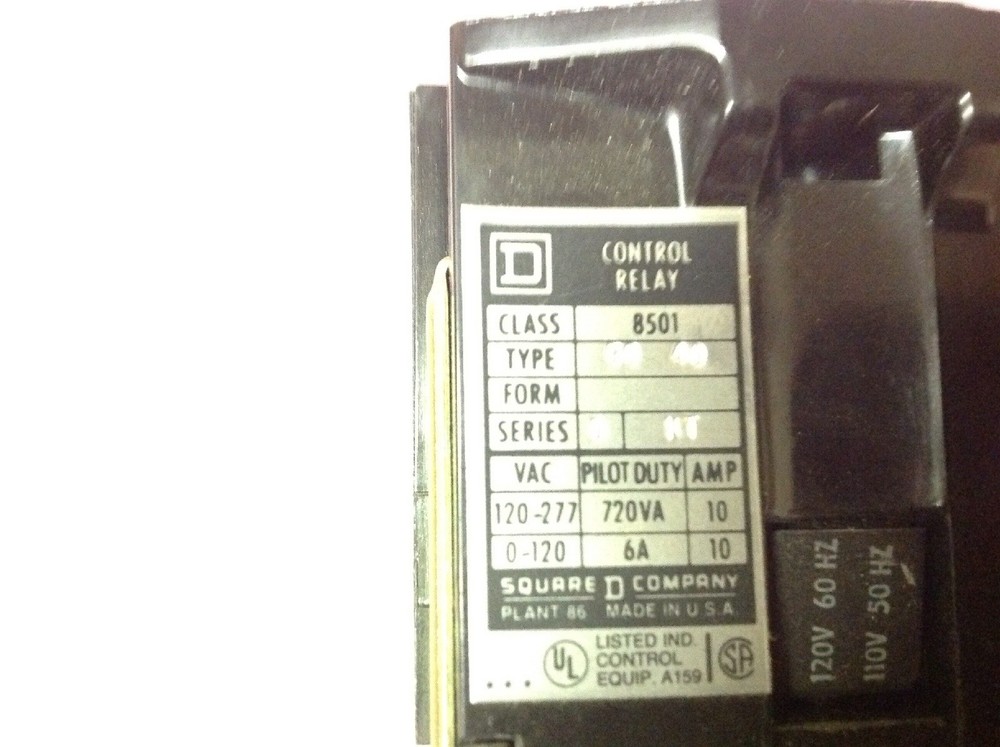 D
CONTROL
RELAY
CLASS 8501
TYPE 40
FORM
SERIES
VAC PILOT DUTY AMP
120-277 720VA 10
0-120 6A 10
SQUARE D COMPANY
PLANT 86 MADE IN U.S.A.
UL
LISTED IND.
CONTROL
EQUIP. A159
SA
120V 60 HZ
110V 50 HZ